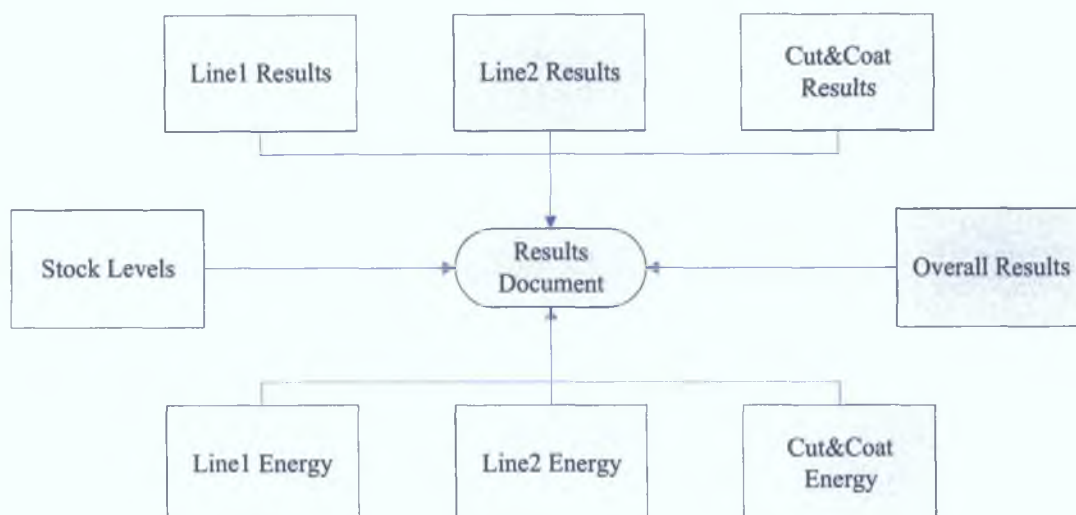 Line1 Results
Line2 Results
Cut&Coat
Results
Stock Levels
Results
Document
Overall Results
Line1 Energy
Line2 Energy
Cut&Coat
Energy